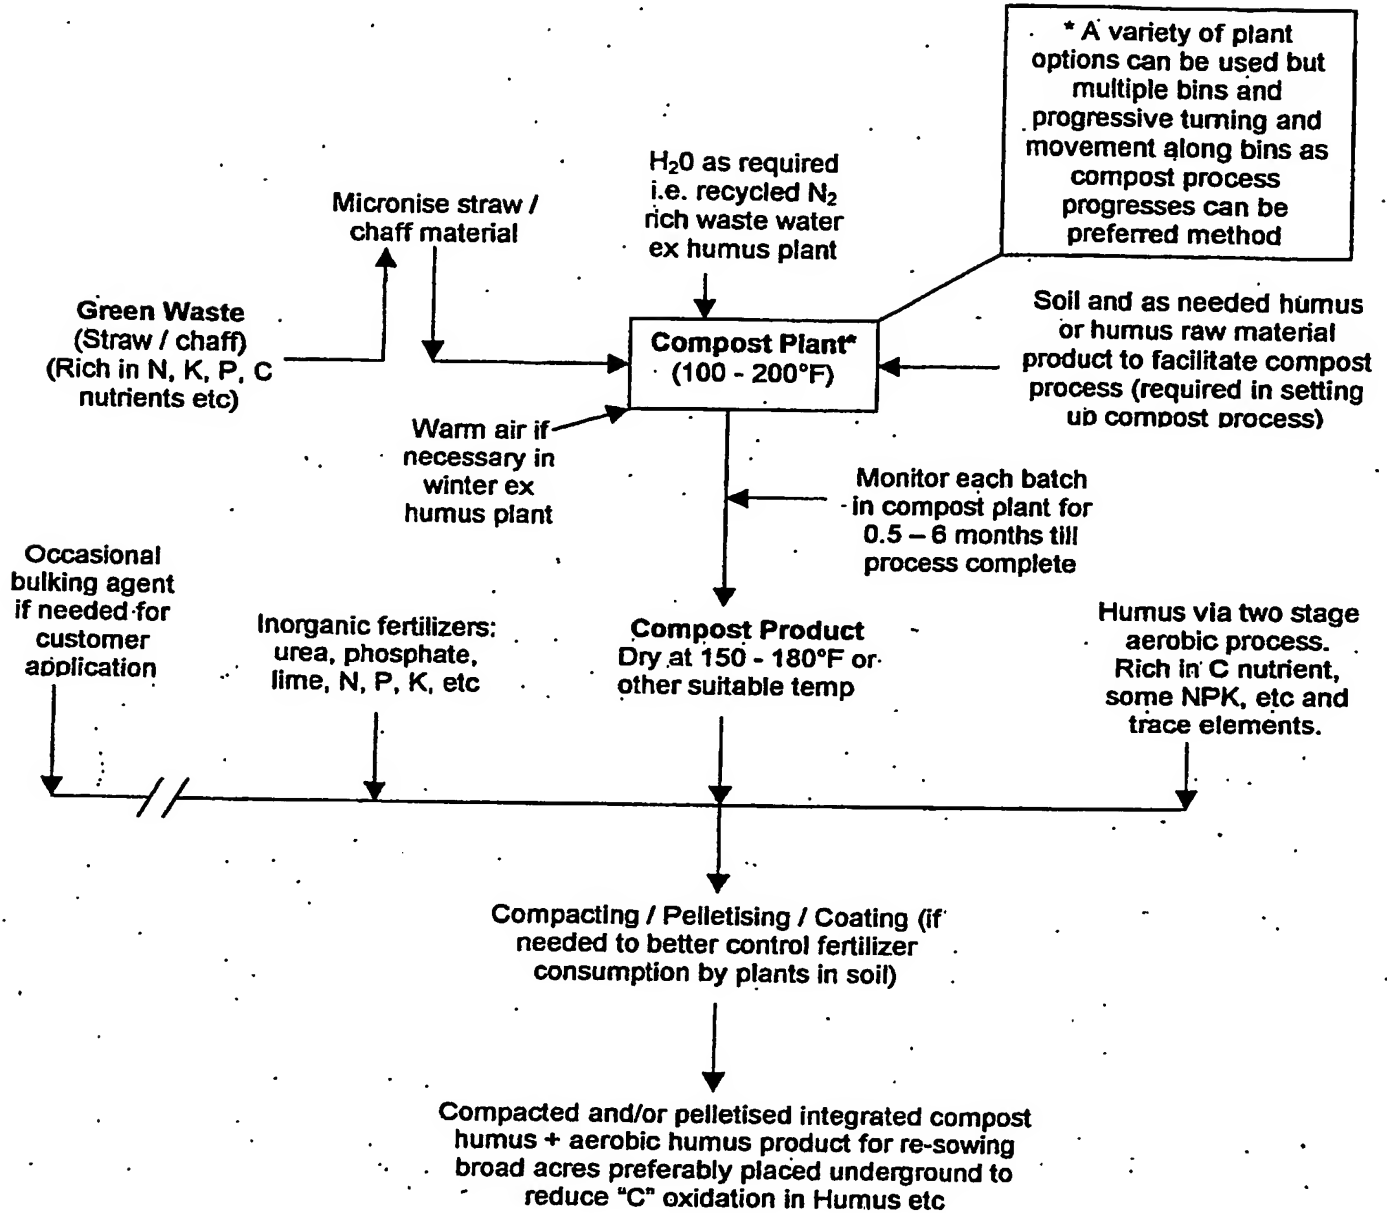 * A variety of plant
options can be used but
multiple bins and
progressive turning and
movement along bins as
compost process
progresses can be
preferred method
H₂0 as required
i.e. recycled N₂
rich waste water
ex humus plant
Micronise straw /
chaff material
Green Waste
(Straw / chaff)
(Rich in N, K, P, C
nutrients etc)
Compost Plant*
(100 - 200°F)
Soil and as needed humus
or humus raw material
product to facilitate compost
process (required in setting
up compost process)
Warm air if
necessary in
winter ex
humus plant
Monitor each batch
in compost plant for
0.5 – 6 months till
process complete
Occasional
bulking agent
if needed for
customer
application
Inorganic fertilizers:
urea, phosphate,
lime, N, P, K, etc
Compost Product
Dry at 150 - 180°F or
other suitable temp
Humus via two stage
aerobic process.
Rich in C nutrient,
some NPK, etc and
trace elements.
Compacting / Pelletising / Coating (if
needed to better control fertilizer
consumption by plants in soil)
Compacted and/or pelletised integrated compost
humus + aerobic humus product for re-sowing
broad acres preferably placed underground to
reduce "C" oxidation in Humus etc